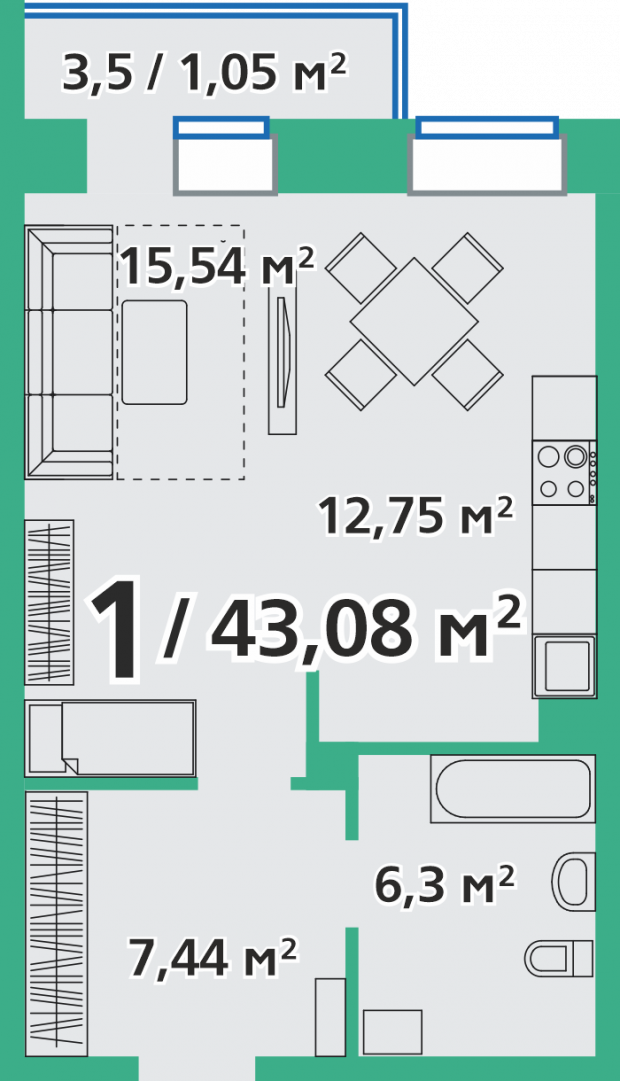 3,5 / 1,05 м²
15,54 м²
12,75 м²
1 / 43,08 м²
6,3 м²
7,44 м²